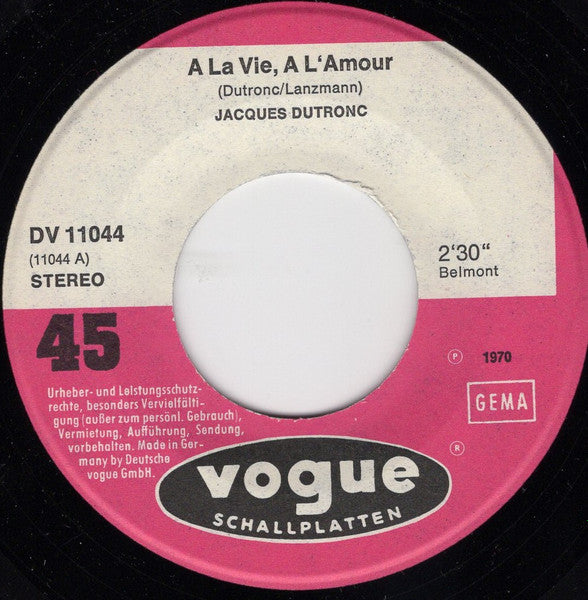 A La Vie, A L'Amour
(Dutronc/Lanzmann)
JACQUES DUTRONC
DV 11044
(11044 A)
STEREO
2'30"
Belmont
45
Ⓟ 1970
GEMA
Urheber- und Leistungsschutz-
rechte, besonders Vervielfälti-
gung (außer zum persönl. Gebrauch),
Vermietung, Aufführung, Sendung,
vorbehalten. Made in Ger-
many by Deutsche
vogue GmbH.
®
vogue
SCHALLPLATTEN